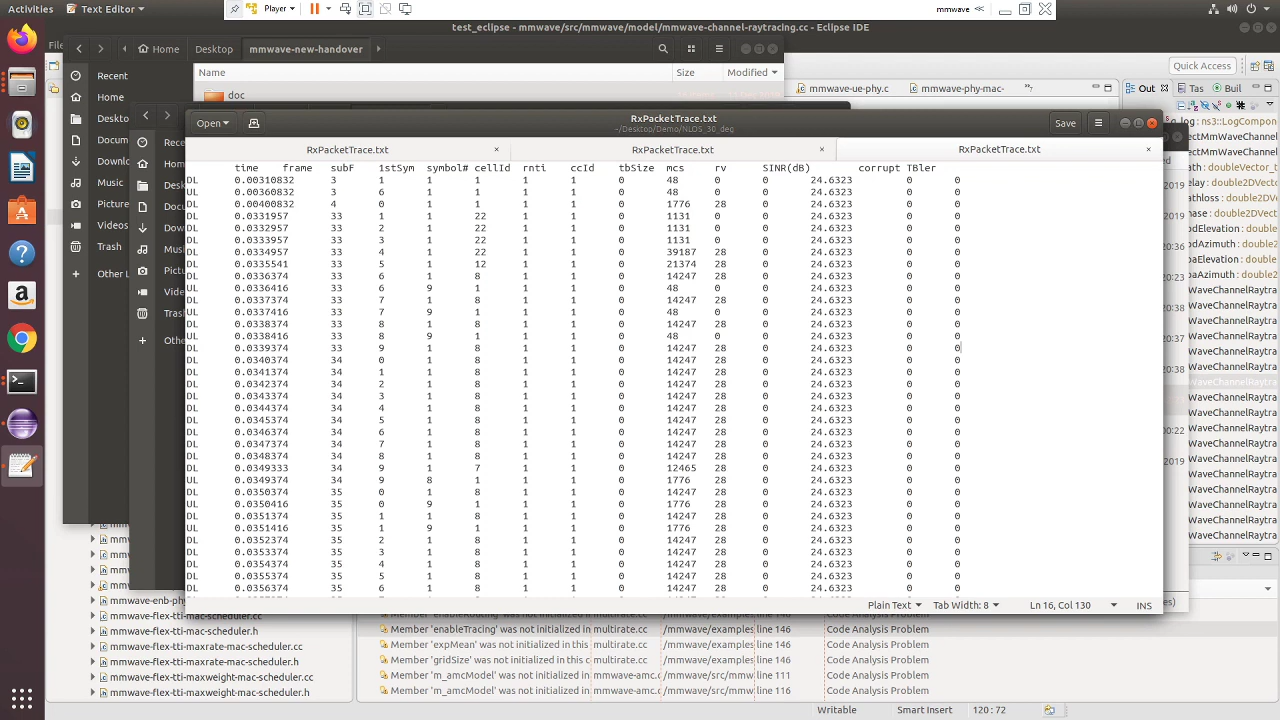 Activities Text Editor Player mmwave
test_eclipse - mmwave/src/mmwave/model/mmwave-channel-raytracing.cc - Eclipse IDE
File
Home Desktop mmwave-new-handover
Quick Access
Name Size Modified
Recent
doc
mmwave-ue-phy.c mmwave-phy-mac- Out Tas Buil
Home
RxPacketTrace.txt
~/Desktop/Demo/NLOS_30_deg
Open Save
RxPacketTrace.txt RxPacketTrace.txt RxPacketTrace.txt
time frame subF 1stSym symbol# cellId rnti ccId tbSize mcs rv SINR(dB) corrupt TBler
DL 0.00310832 3 1 1 1 1 1 0 48 0 0 24.6323 0 0
UL 0.00360832 3 6 1 1 1 1 0 48 0 0 24.6323 0 0
DL 0.00400832 4 0 1 1 1 1 0 1776 28 0 24.6323 0 0
DL 0.0331957 33 1 1 22 1 1 0 1131 0 0 24.6323 0 0
DL 0.0332957 33 2 1 22 1 1 0 1131 0 0 24.6323 0 0
DL 0.0333957 33 3 1 22 1 1 0 1131 0 0 24.6323 0 0
DL 0.0334957 33 4 1 22 1 1 0 39187 28 0 24.6323 0 0
DL 0.0335541 33 5 1 12 1 1 0 21374 28 0 24.6323 0 0
DL 0.0336374 33 6 1 8 1 1 0 14247 28 0 24.6323 0 0
UL 0.0336416 33 6 9 1 1 1 0 48 0 0 24.6323 0 0
DL 0.0337374 33 7 1 8 1 1 0 14247 28 0 24.6323 0 0
UL 0.0337416 33 7 9 1 1 1 0 48 0 0 24.6323 0 0
DL 0.0338374 33 8 1 8 1 1 0 14247 28 0 24.6323 0 0
UL 0.0338416 33 8 9 1 1 1 0 48 0 0 24.6323 0 0
DL 0.0339374 33 9 1 8 1 1 0 14247 28 0 24.6323 0 0
DL 0.0340374 34 0 1 8 1 1 0 14247 28 0 24.6323 0 0
DL 0.0341374 34 1 1 8 1 1 0 14247 28 0 24.6323 0 0
DL 0.0342374 34 2 1 8 1 1 0 14247 28 0 24.6323 0 0
DL 0.0343374 34 3 1 8 1 1 0 14247 28 0 24.6323 0 0
DL 0.0344374 34 4 1 8 1 1 0 14247 28 0 24.6323 0 0
DL 0.0345374 34 5 1 8 1 1 0 14247 28 0 24.6323 0 0
DL 0.0346374 34 6 1 8 1 1 0 14247 28 0 24.6323 0 0
DL 0.0347374 34 7 1 8 1 1 0 14247 28 0 24.6323 0 0
DL 0.0348374 34 8 1 8 1 1 0 14247 28 0 24.6323 0 0
DL 0.0349333 34 9 1 7 1 1 0 12465 28 0 24.6323 0 0
UL 0.0349374 34 9 8 1 1 1 0 1776 28 0 24.6323 0 0
DL 0.0350374 35 0 1 8 1 1 0 14247 28 0 24.6323 0 0
UL 0.0350416 35 0 9 1 1 1 0 1776 28 0 24.6323 0 0
DL 0.0351374 35 1 1 8 1 1 0 14247 28 0 24.6323 0 0
UL 0.0351416 35 1 9 1 1 1 0 1776 28 0 24.6323 0 0
DL 0.0352374 35 2 1 8 1 1 0 14247 28 0 24.6323 0 0
DL 0.0353374 35 3 1 8 1 1 0 14247 28 0 24.6323 0 0
DL 0.0354374 35 4 1 8 1 1 0 14247 28 0 24.6323 0 0
DL 0.0355374 35 5 1 8 1 1 0 14247 28 0 24.6323 0 0
DL 0.0356374 35 6 1 8 1 1 0 14247 28 0 24.6323 0 0
Plain Text Tab Width: 8 Ln 16, Col 130 INS
mmwave-enb-phy
mmwave-flex-tti-mac-scheduler.cc
mmwave-flex-tti-mac-scheduler.h
mmwave-flex-tti-maxrate-mac-scheduler.cc
mmwave-flex-tti-maxrate-mac-scheduler.h
mmwave-flex-tti-maxweight-mac-scheduler.cc
mmwave-flex-tti-maxweight-mac-scheduler.h
Member 'enableTracing' was not initialized in multirate.cc /mmwave/examples line 146 Code Analysis Problem
Member 'expMean' was not initialized in this multirate.cc /mmwave/examples line 146 Code Analysis Problem
Member 'gridSize' was not initialized in this c multirate.cc /mmwave/examples line 146 Code Analysis Problem
Member 'm_amcModel' was not initialized in mmwave-amc.c /mmwave/src/mmw line 111 Code Analysis Problem
Member 'm_amcModel' was not initialized in mmwave-amc.c /mmwave/src/mmw line 116 Code Analysis Problem
Writable Smart Insert 120:72